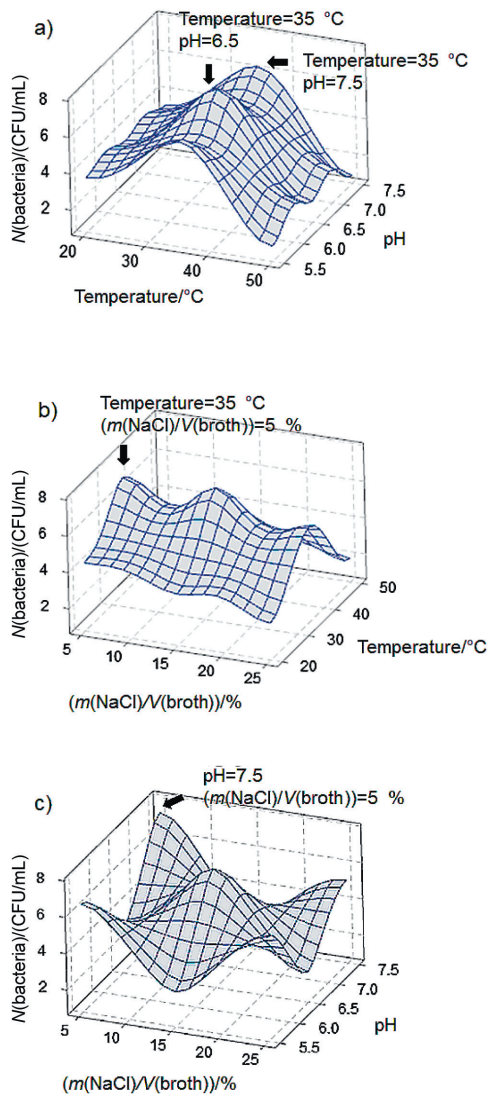 a)
Temperature=35 °C
pH=6.5
Temperature=35 °C
pH=7.5
N(bacteria)/(CFU/mL)
8
6
4
2
20
30
40
50
Temperature/°C
5.5
6.0
6.5
7.0
7.5
pH
b)
Temperature=35 °C
(m(NaCl)/V(broth))=5 %
N(bacteria)/(CFU/mL)
8
6
4
2
5
10
15
20
25
(m(NaCl)/V(broth))/%
20
30
40
50
Temperature/°C
c)
pH=7.5
(m(NaCl)/V(broth))=5 %
N(bacteria)/(CFU/mL)
8
6
4
2
5
10
15
20
25
(m(NaCl)/V(broth))/%
5.5
6.0
6.5
7.0
7.5
pH